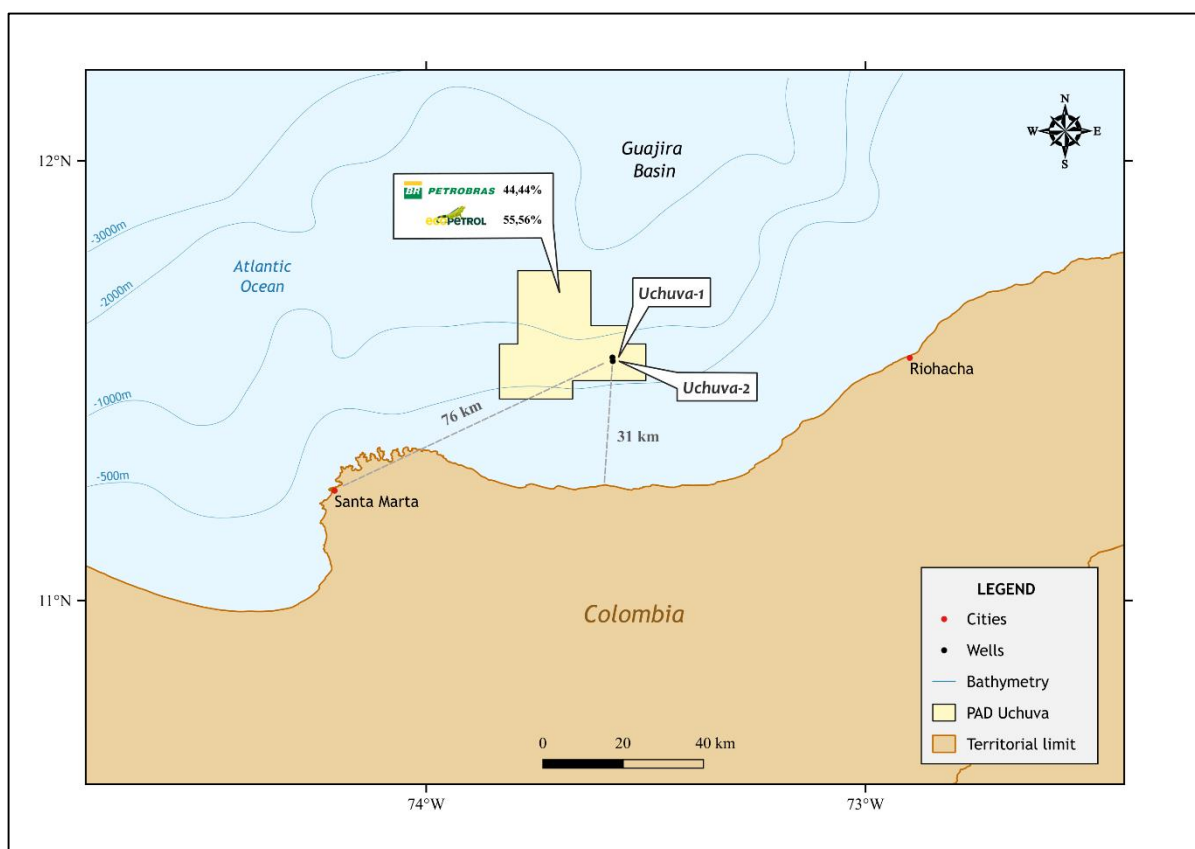 N
W E
S
12°N
Guajira
Basin
BR PETROBRAS 44,44%
ecopetrol 55,56%
-3000m
Atlantic
Ocean
-2000m
Uchuva-1
Riohacha
Uchuva-2
-1000m
76 km
31 km
-500m
Santa Marta
11°N
Colombia
LEGEND
Cities
Wells
Bathymetry
PAD Uchuva
Territorial limit
0 20 40 km
74°W 73°W